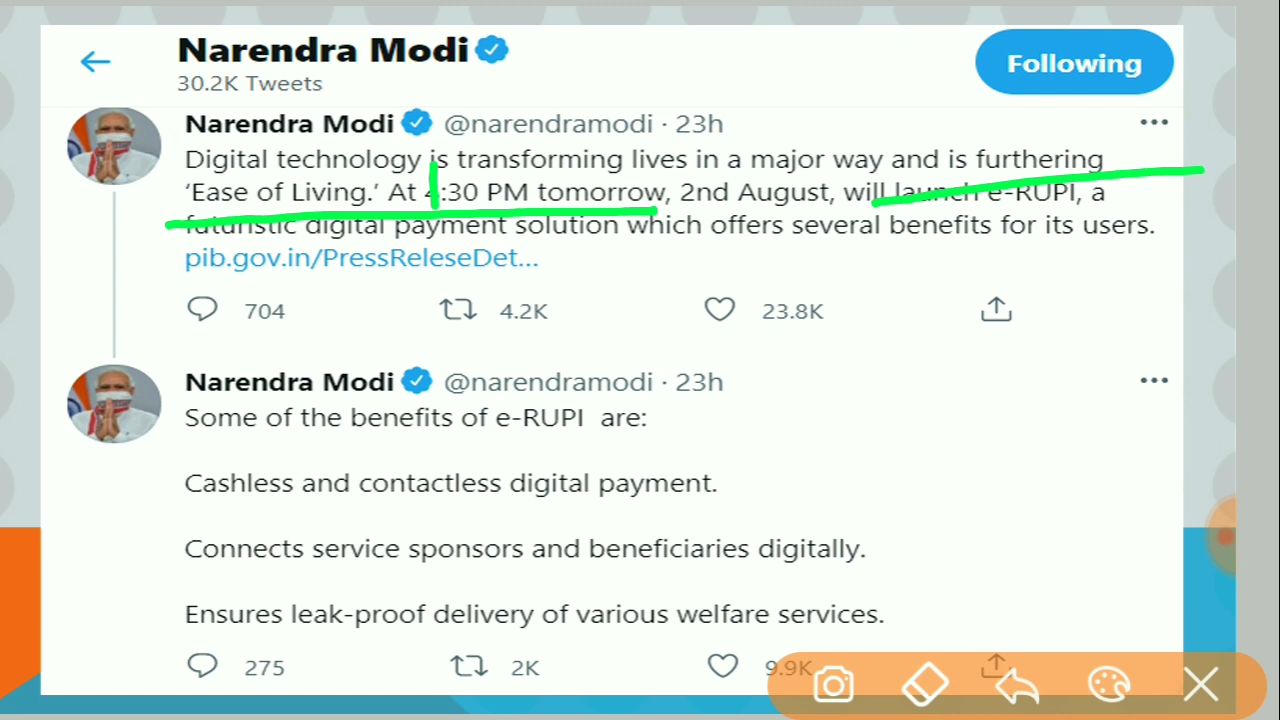 Narendra Modi
30.2K Tweets
Following
Narendra Modi @narendramodi · 23h
Digital technology is transforming lives in a major way and is furthering
‘Ease of Living.’ At 4:30 PM tomorrow, 2nd August, will launch e-RUPI, a
futuristic digital payment solution which offers several benefits for its users.
pib.gov.in/PressReleseDet...
704 4.2K 23.8K
Narendra Modi @narendramodi · 23h
Some of the benefits of e-RUPI are:
Cashless and contactless digital payment.
Connects service sponsors and beneficiaries digitally.
Ensures leak-proof delivery of various welfare services.
275 2K 9.9K